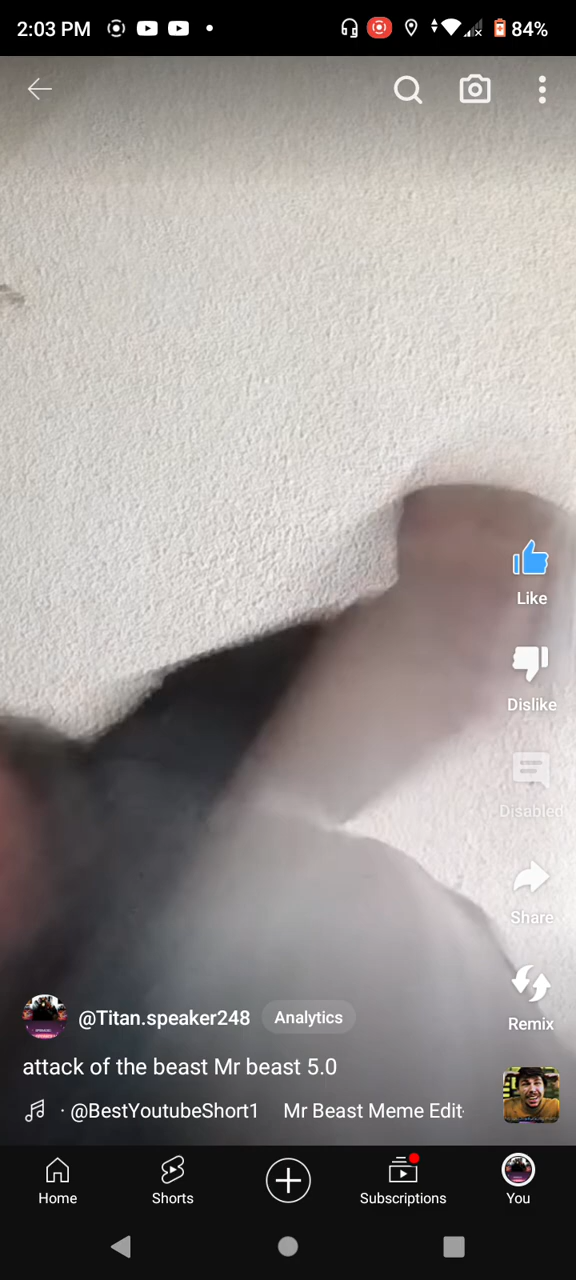 2:03 PM 84%
Like
Dislike
Disabled
Share
@Titan.speaker248 Analytics
Remix
attack of the beast Mr beast 5.0
· @BestYoutubeShort1 Mr Beast Meme Edit
Home Shorts Subscriptions You